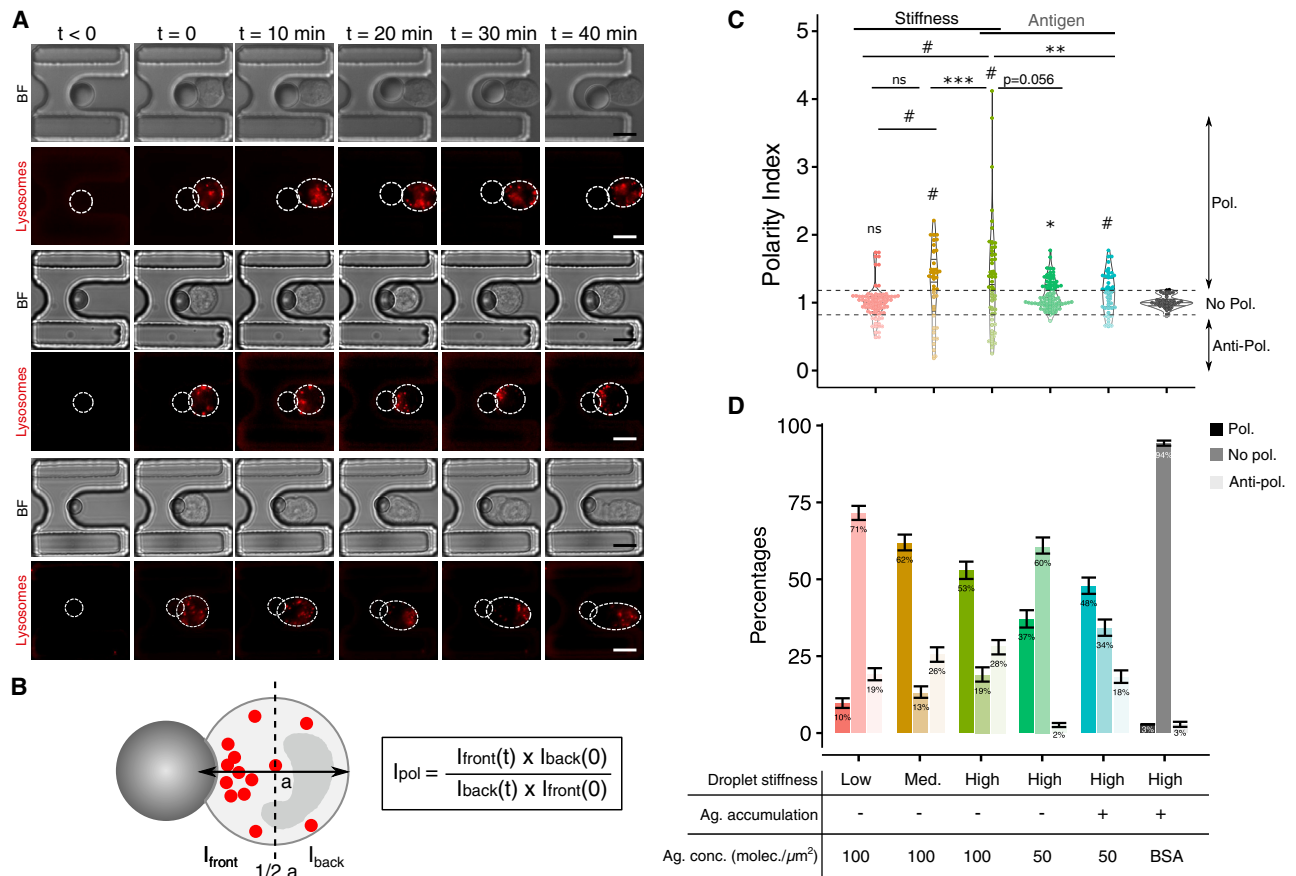 A
t < 0 t = 0 t = 10 min t = 20 min t = 30 min t = 40 min
BF
Lysosomes
BF
Lysosomes
BF
Lysosomes
B
a
Ifront
1/2 a
Iback
Ipol = Ifront(t) x Iback(0)
Iback(t) x Ifront(0)
C
Stiffness Antigen
# **
#
ns *** p=0.056
#
ns # * #
Polarity Index
5
4
3
2
1
0
Pol.
No Pol.
Anti-Pol.
D
Percentages
100
75
50
25
0
10% 71% 19%
62% 13% 26%
53% 19% 28%
37% 60% 2%
48% 34% 18%
3% 94% 3%
Pol.
No pol.
Anti-pol.
Droplet stiffness Low Med. High High High High
Ag. accumulation - - - - + +
Ag. conc. (molec./μm²) 100 100 100 50 50 BSA